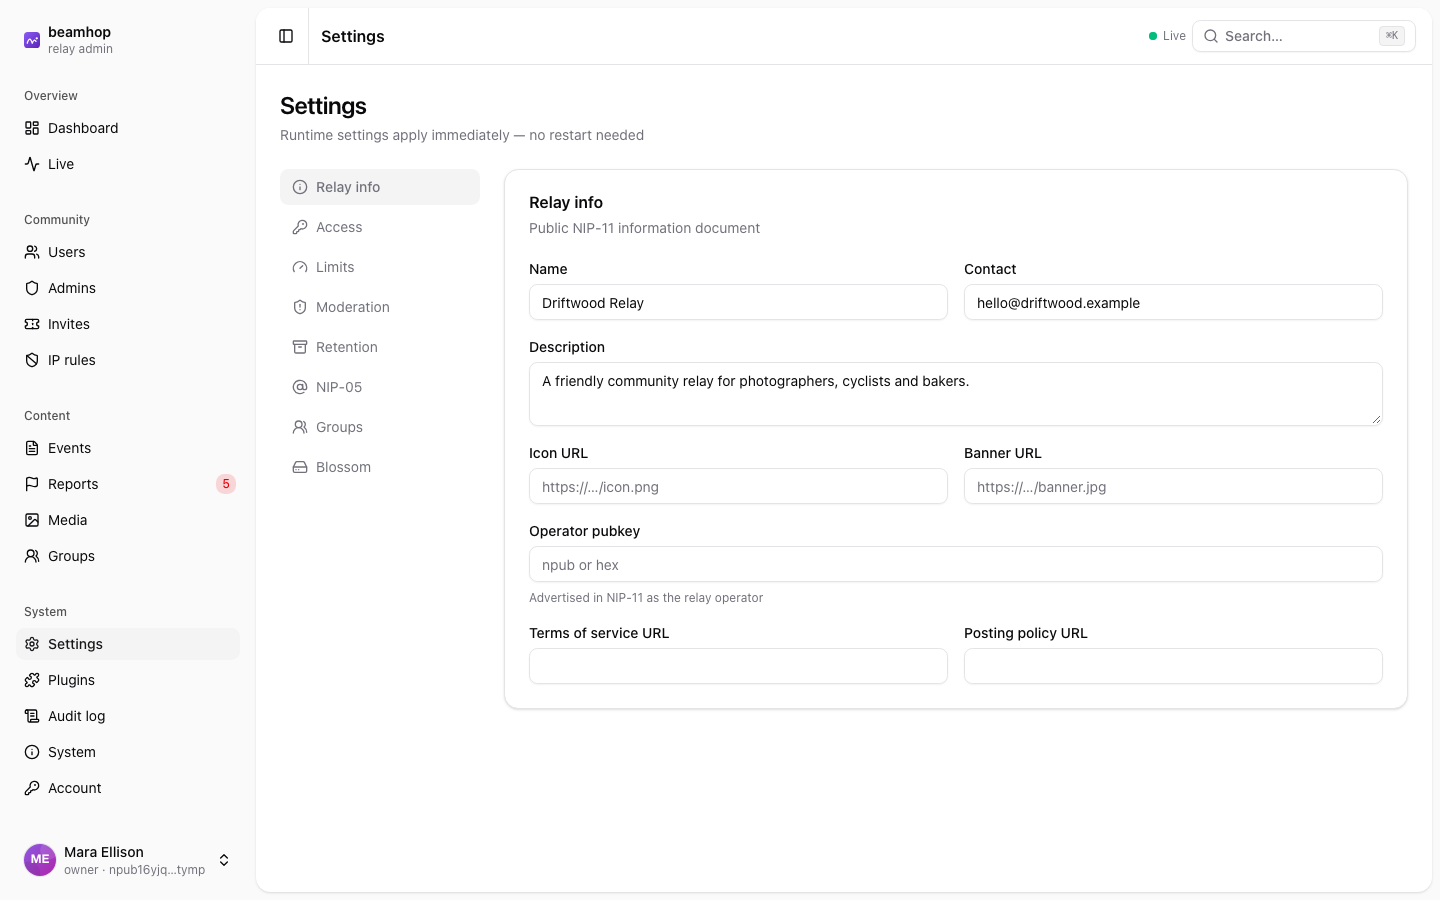 beamhop
relay admin
Overview
Dashboard
Live
Community
Users
Admins
Invites
IP rules
Content
Events
Reports
5
Media
Groups
System
Settings
Plugins
Audit log
System
Account
ME
Mara Ellison
owner · npub16yjq…tymp
Settings
Live
Search...
⌘K
Settings
Runtime settings apply immediately — no restart needed
Relay info
Access
Limits
Moderation
Retention
NIP-05
Groups
Blossom
Relay info
Public NIP-11 information document
Name
Contact
Driftwood Relay
hello@driftwood.example
Description
A friendly community relay for photographers, cyclists and bakers.
Icon URL
Banner URL
https://…/icon.png
https://…/banner.jpg
Operator pubkey
npub or hex
Advertised in NIP-11 as the relay operator
Terms of service URL
Posting policy URL